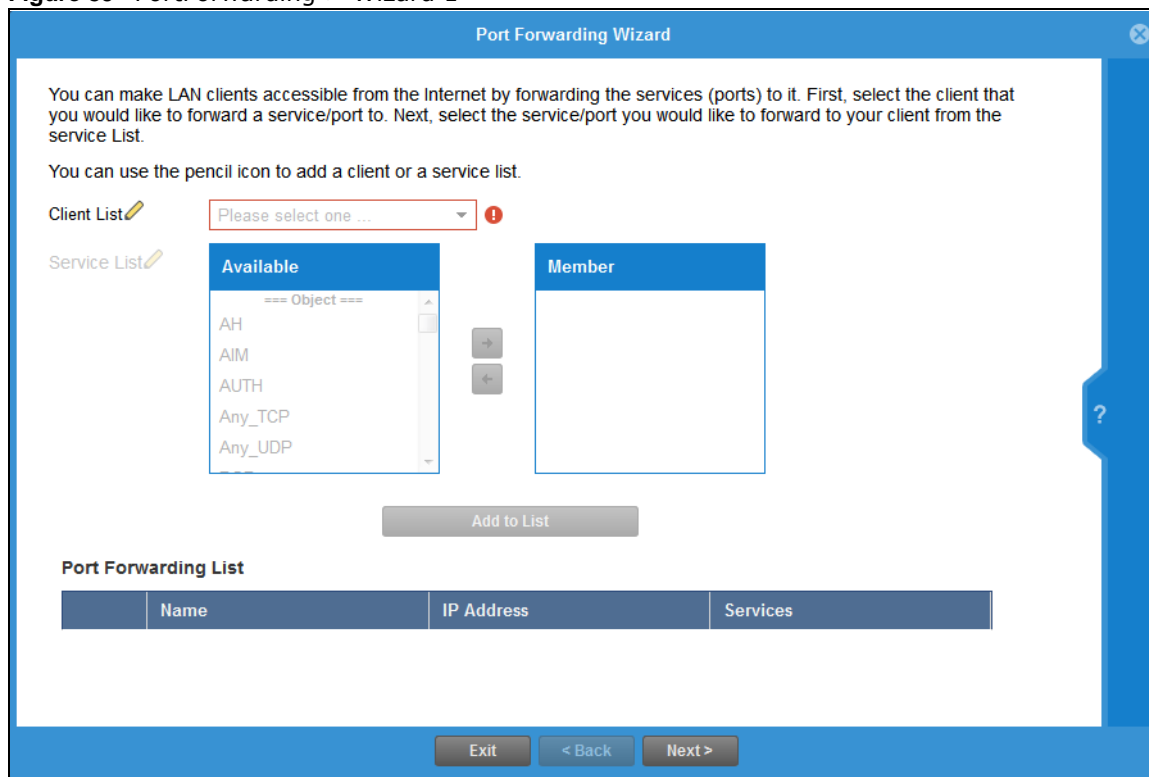 Port Forwarding Wizard
You can make LAN clients accessible from the Internet by forwarding the services (ports) to it. First, select the client that
you would like to forward a service/port to. Next, select the service/port you would like to forward to your client from the
service List.
You can use the pencil icon to add a client or a service list.
Client List
Please select one ...
Service List
Available
Member
=== Object ===
AH
AIM
AUTH
Any_TCP
Any_UDP
?
Add to List
Port Forwarding List
Name
IP Address
Services
Exit
< Back
Next >